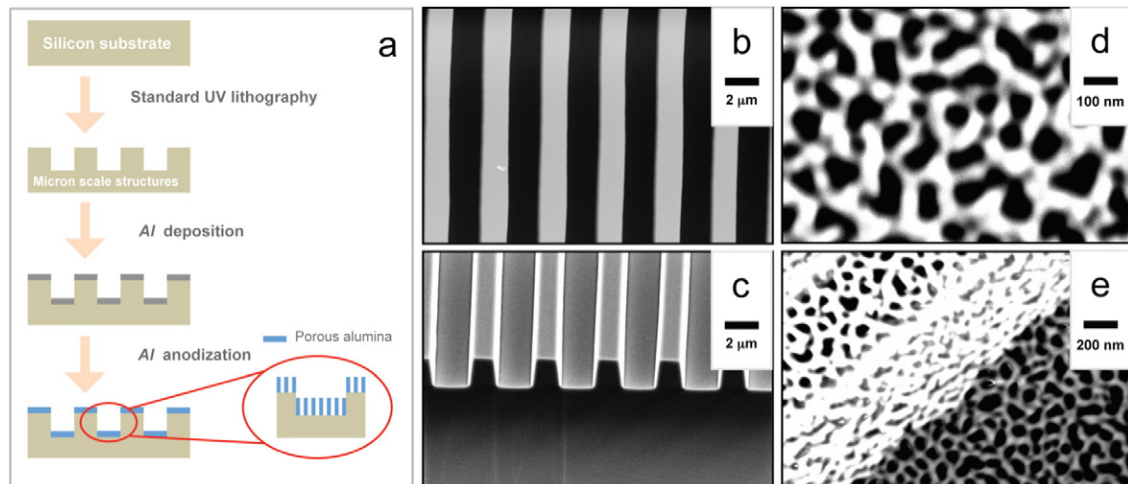 a
Silicon substrate
Standard UV lithography
Micron scale structures
Al deposition
Al anodization
Porous alumina
b
2 μm
c
2 μm
d
100 nm
e
200 nm